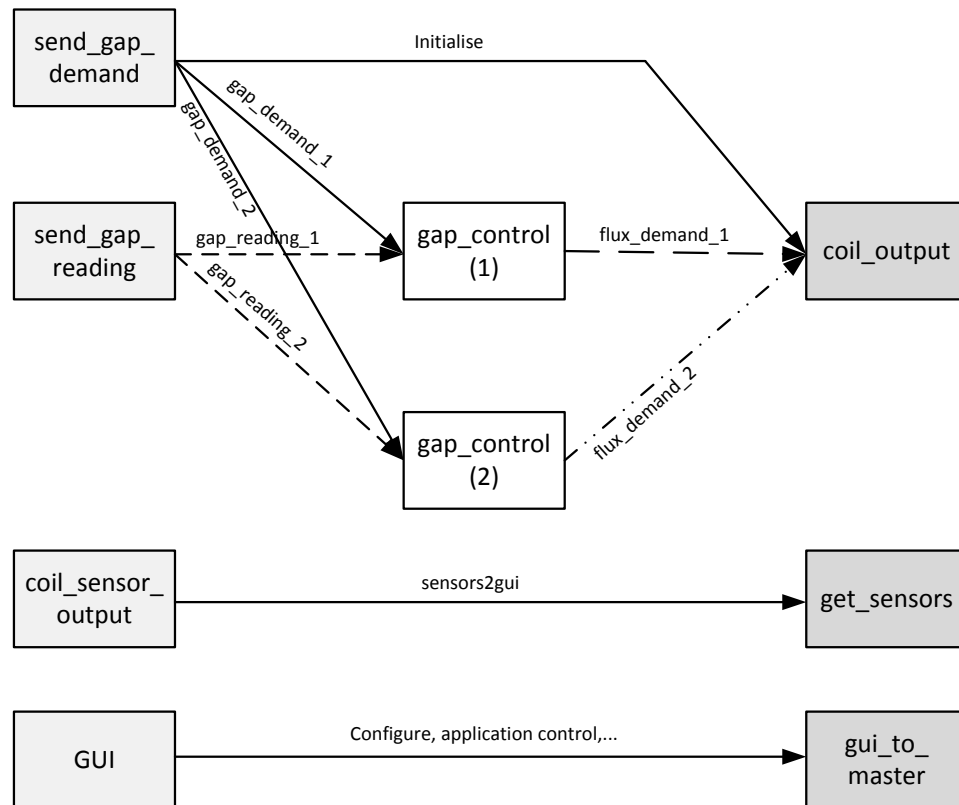 send_gap_
demand
Initialise
gap_demand_1
gap_demand_2
send_gap_
reading
gap_reading_1
gap_reading_2
gap_control
(1)
flux_demand_1
coil_output
gap_control
(2)
flux_demand_2
coil_sensor_
output
sensors2gui
get_sensors
GUI
Configure, application control,...
gui_to_
master